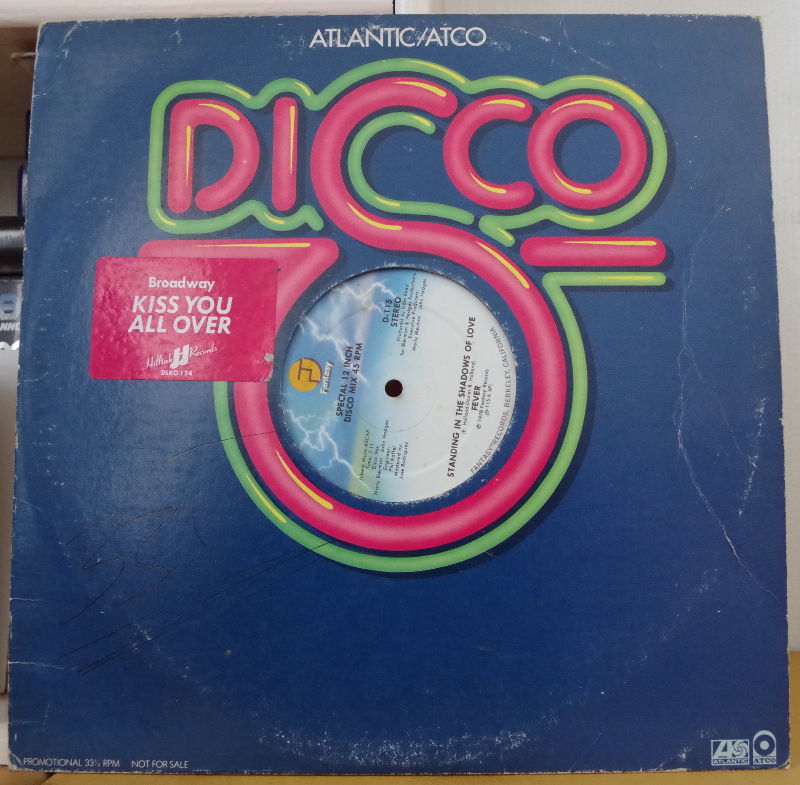 ATLANTIC/ATCO
DISCO
Broadway
KISS YOU
ALL OVER
Hilltak Records
DSKO 134
Fantasy
SPECIAL 12 INCH
DISCO MIX 45 RPM
D-115
STEREO
STANDING IN THE SHADOWS OF LOVE
FEVER
FANTASY RECORDS, BERKELEY, CALIFORNIA
PROMOTIONAL 33⅓ RPM NOT FOR SALE
ATLANTIC
ATCO